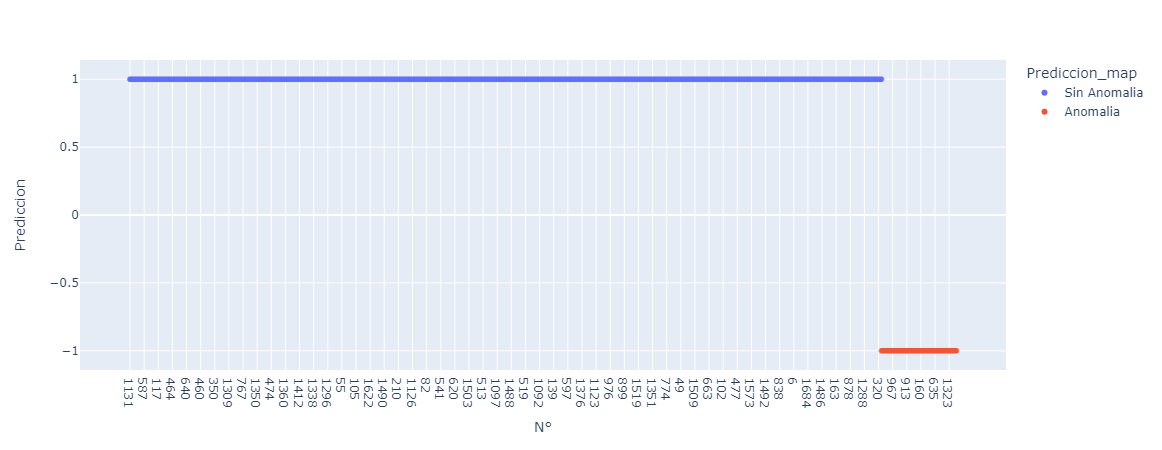 Prediccion_map
Sin Anomalia
Anomalia
1
0.5
0
−0.5
−1
Prediccion
1131 587 117 464 640 460 350 1309 767 1350 474 1360 1412 1338 1296 55 105 1622 1490 210 1126 82 541 620 1503 513 1097 1488 519 1092 139 597 1376 1123 976 899 1519 1351 774 49 1509 663 102 477 1573 1492 838 6 1684 1486 163 878 1288 320 967 913 160 635 1323
N°